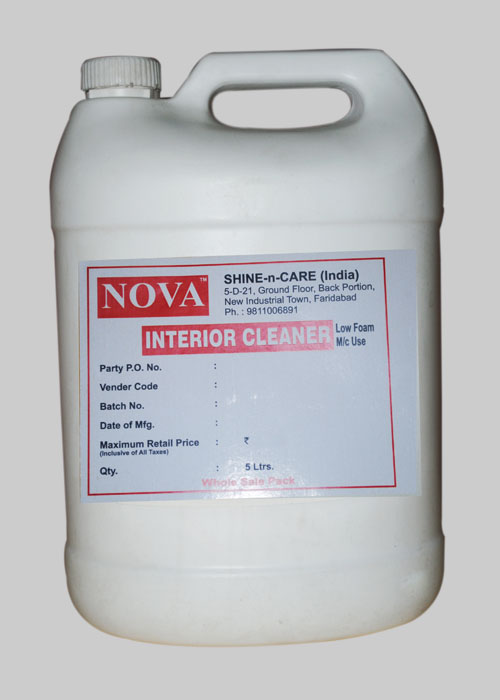 NOVA™
SHINE-n-CARE (India)
5-D-21, Ground Floor, Back Portion,
New Industrial Town, Faridabad
Ph. : 9811006891
INTERIOR CLEANER Low Foam
M/c Use
Party P.O. No. :
Vender Code :
Batch No. :
Date of Mfg. :
Maximum Retail Price : ₹
(Inclusive of All Taxes)
Qty. : 5 Ltrs.
Whole Sale Pack